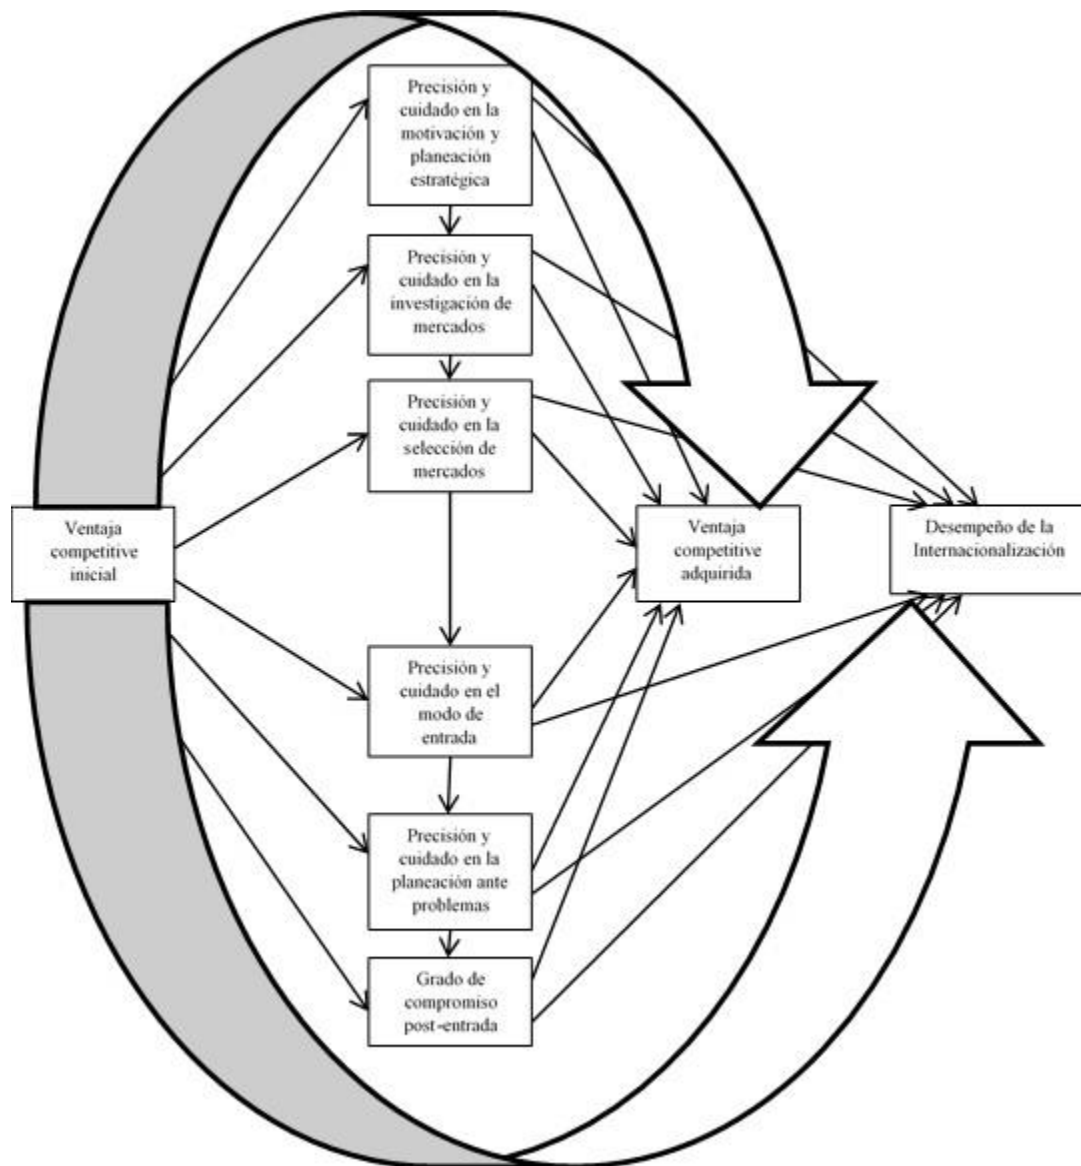 Precisión y
cuidado en la
motivación y
planeación
estratégica
Precisión y
cuidado en la
investigación de
mercados
Precisión y
cuidado en la
selección de
mercados
Ventaja
competitive
inicial
Ventaja
competitive
adquirida
Desempeño de la
Internacionalización
Precisión y
cuidado en el
modo de
entrada
Precisión y
cuidado en la
planeación ante
problemas
Grado de
compromiso
post-entrada